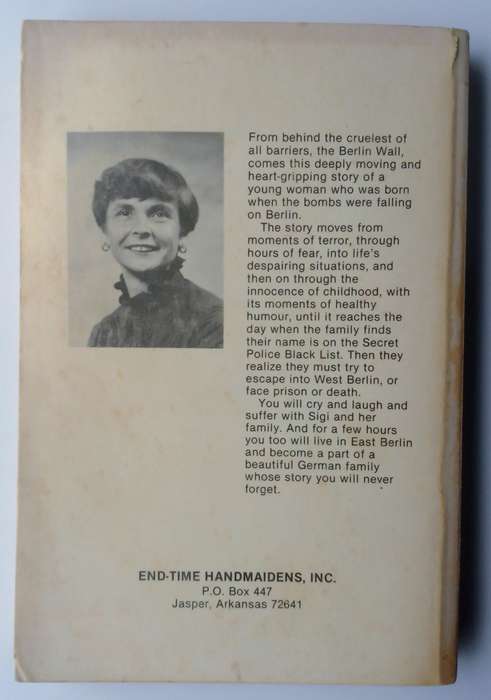 From behind the cruelest of
all barriers, the Berlin Wall,
comes this deeply moving and
heart-gripping story of a
young woman who was born
when the bombs were falling
on Berlin.
The story moves from
moments of terror, through
hours of fear, into life's
despairing situations, and
then on through the
innocence of childhood, with
its moments of healthy
humour, until it reaches the
day when the family finds
their name is on the Secret
Police Black List. Then they
realize they must try to
escape into West Berlin, or
face prison or death.
You will cry and laugh and
suffer with Sigi and her
family. And for a few hours
you too will live in East Berlin
and become a part of a
beautiful German family
whose story you will never
forget.
END-TIME HANDMAIDENS, INC.
P.O. Box 447
Jasper, Arkansas 72641